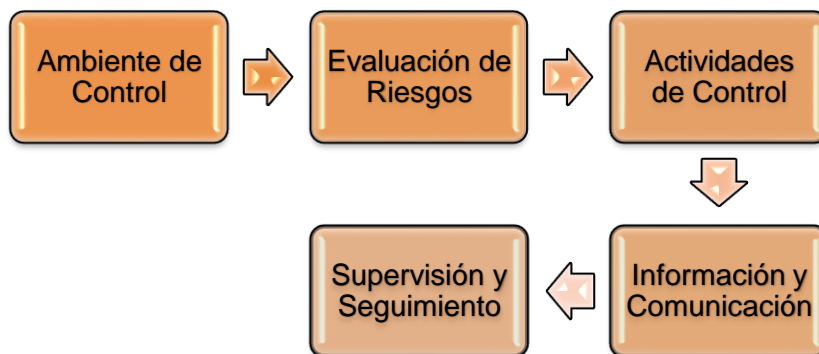 Ambiente de
Control
Evaluación de
Riesgos
Actividades
de Control
Información y
Comunicación
Supervisión y
Seguimiento